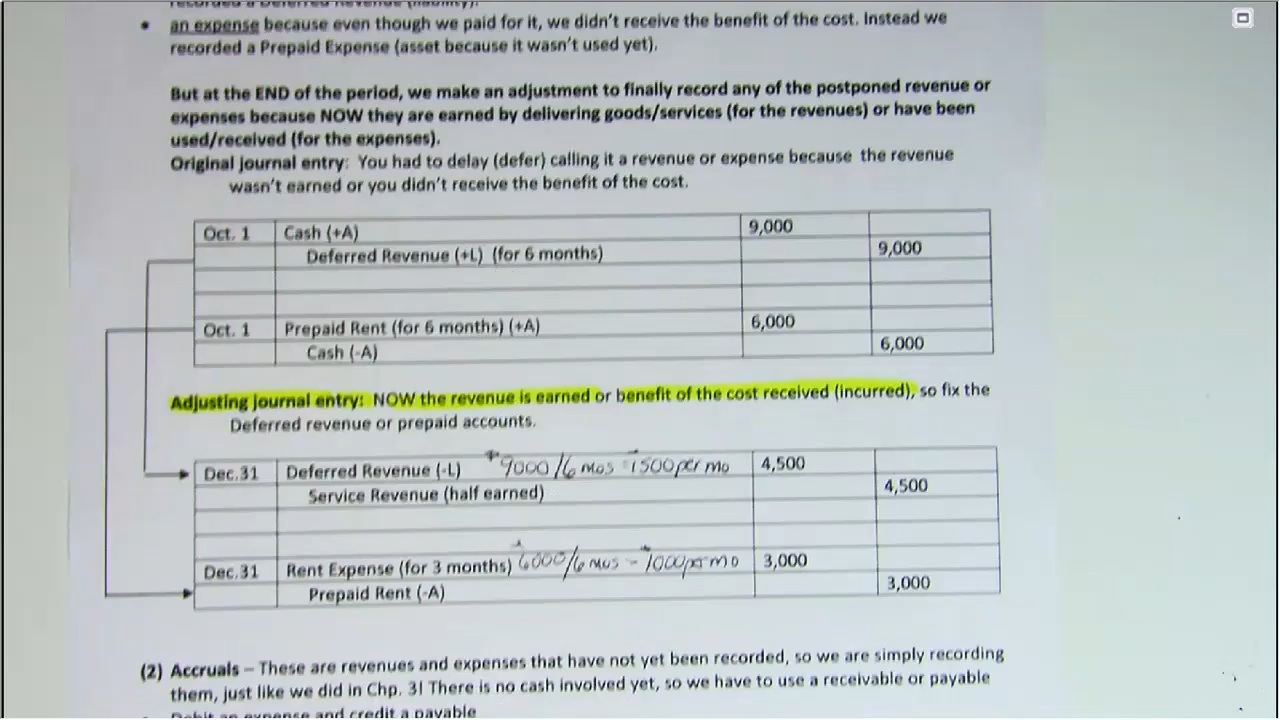 recorded a Deferred Revenue (liability).
• an expense because even though we paid for it, we didn't receive the benefit of the cost. Instead we
recorded a Prepaid Expense (asset because it wasn't used yet).
But at the END of the period, we make an adjustment to finally record any of the postponed revenue or
expenses because NOW they are earned by delivering goods/services (for the revenues) or have been
used/received (for the expenses).
Original journal entry: You had to delay (defer) calling it a revenue or expense because the revenue
wasn't earned or you didn't receive the benefit of the cost.
Oct. 1 Cash (+A) 9,000
Deferred Revenue (+L) (for 6 months) 9,000
Oct. 1 Prepaid Rent (for 6 months) (+A) 6,000
Cash (-A) 6,000
Adjusting journal entry: NOW the revenue is earned or benefit of the cost received (incurred), so fix the
Deferred revenue or prepaid accounts.
Dec.31 Deferred Revenue (-L) 9000/6 mos = 1500 per mo 4,500
Service Revenue (half earned) 4,500
Dec.31 Rent Expense (for 3 months) 6000/6 mos = 1000 per mo 3,000
Prepaid Rent (-A) 3,000
(2) Accruals – These are revenues and expenses that have not yet been recorded, so we are simply recording
them, just like we did in Chp. 3! There is no cash involved yet, so we have to use a receivable or payable
Debit an expense and credit a payable